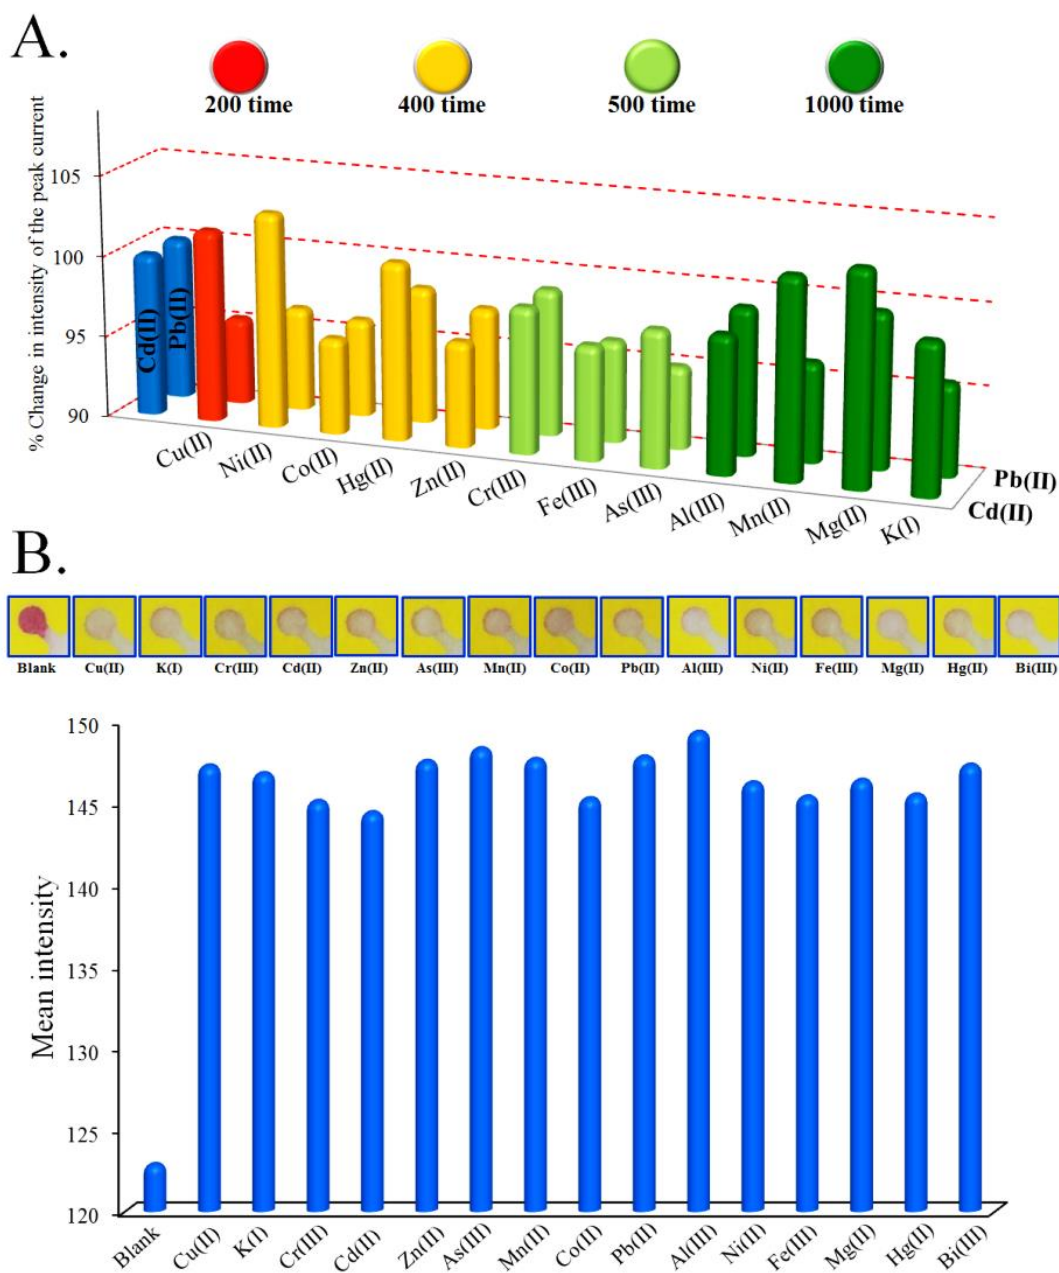 A.
200 time 400 time 500 time 1000 time
% Change in intensity of the peak current
105
100
95
90
Cd(II)
Pb(II)
Cu(II)
Ni(II)
Co(II)
Hg(II)
Zn(II)
Cr(III)
Fe(III)
As(III)
Al(III)
Mn(II)
Mg(II)
K(I)
Pb(II)
Cd(II)
B.
Blank Cu(II) K(I) Cr(III) Cd(II) Zn(II) As(III) Mn(II) Co(II) Pb(II) Al(III) Ni(II) Fe(III) Mg(II) Hg(II) Bi(III)
Mean intensity
150
145
140
135
130
125
120
Blank Cu(II) K(I) Cr(III) Cd(II) Zn(II) As(III) Mn(II) Co(II) Pb(II) Al(III) Ni(II) Fe(III) Mg(II) Hg(II) Bi(III)